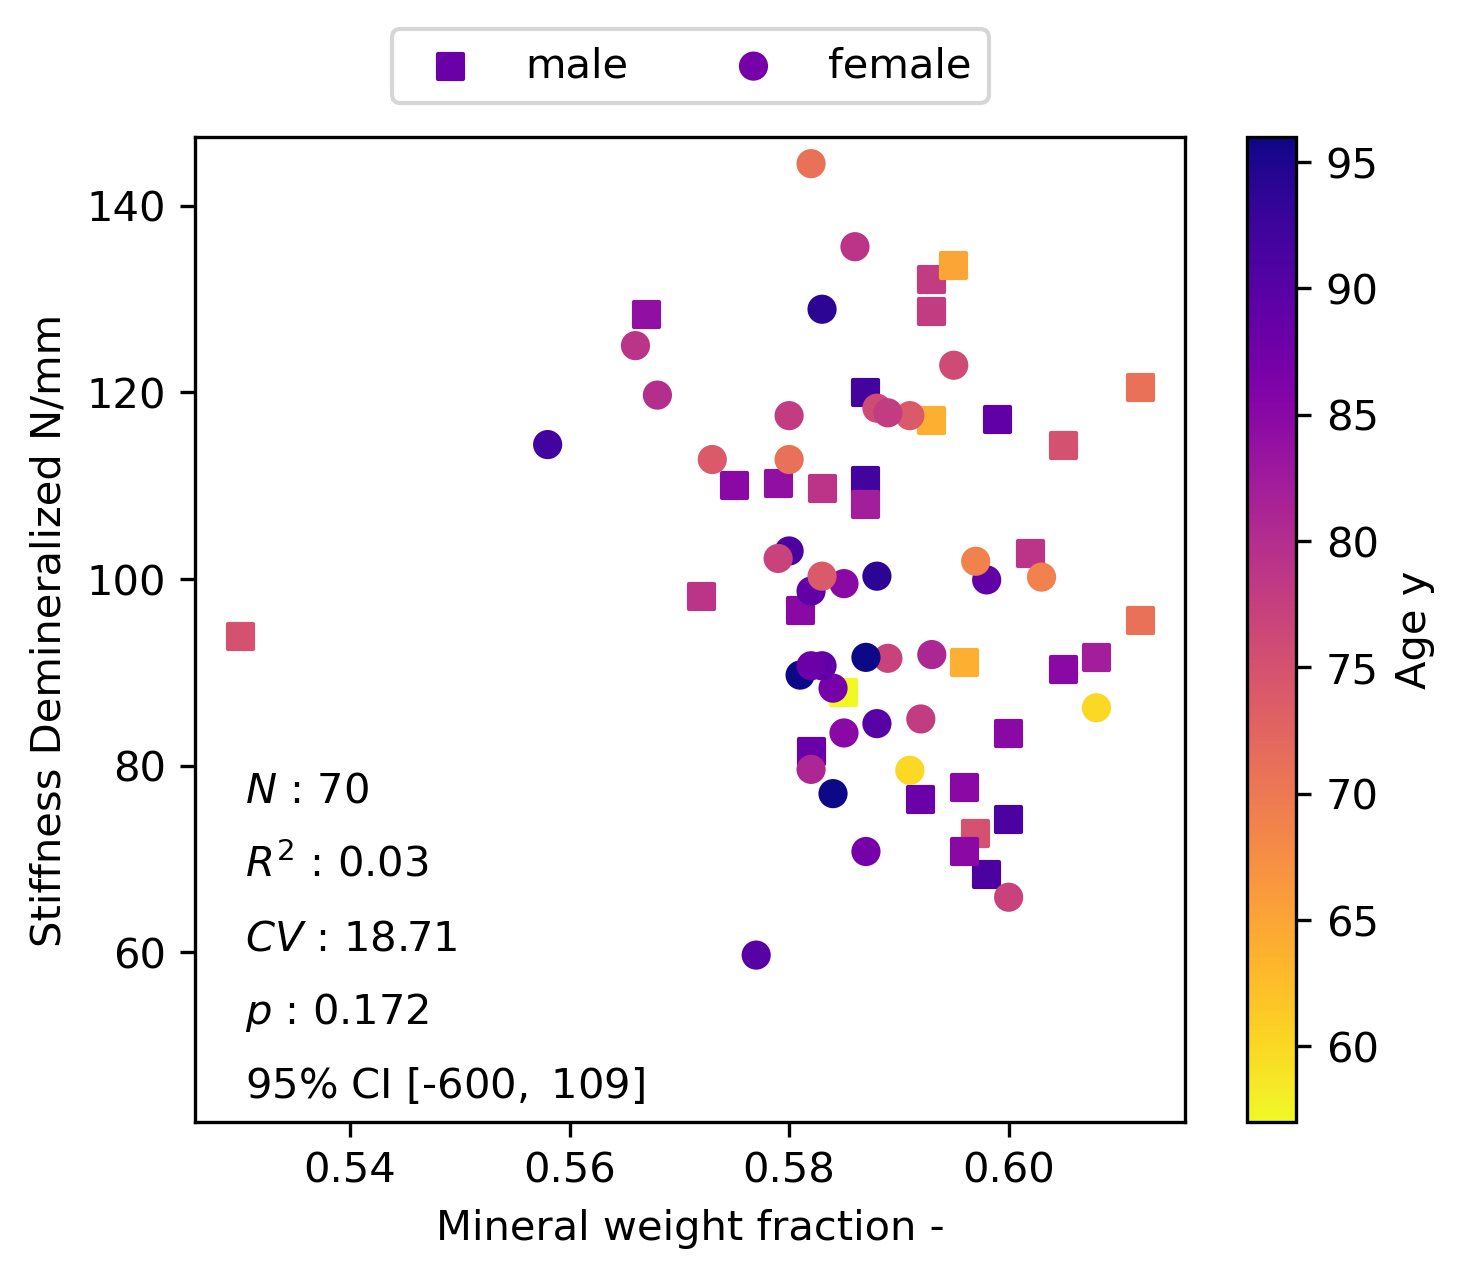 male female
140
120
100
80
60
Stiffness Demineralized N/mm
N : 70
R² : 0.03
CV : 18.71
p : 0.172
95% CI [-600, 109]
0.54 0.56 0.58 0.60
Mineral weight fraction -
95
90
85
80
75
70
65
60
Age y